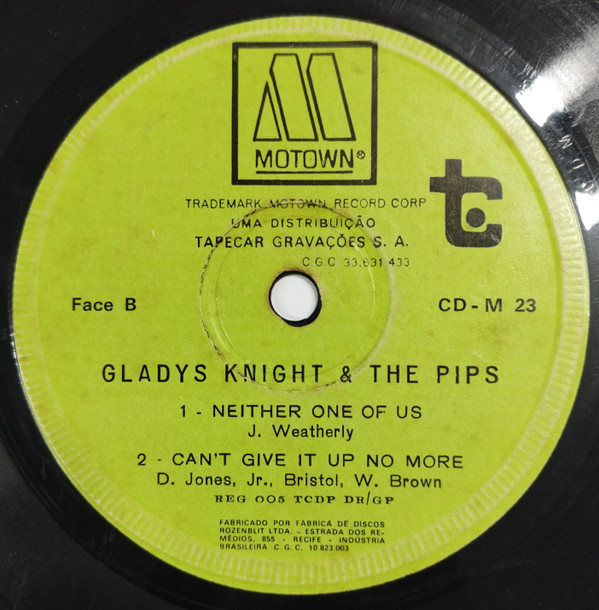 MOTOWN®
TRADEMARK MOTOWN RECORD CORP
UMA DISTRIBUIÇÃO
TAPECAR GRAVAÇÕES S. A.
C G C 33.631.433
tc
Face B
CD - M 23
GLADYS KNIGHT & THE PIPS
1 - NEITHER ONE OF US
J. Weatherly
2 - CAN'T GIVE IT UP NO MORE
D. Jones, Jr., Bristol, W. Brown
REG OO5 TCDP DR/GP
FABRICADO POR FÁBRICA DE DISCOS
ROZENBLIT LTDA. - ESTRADA DOS RE-
MÉDIOS, 855 - RECIFE - INDÚSTRIA
BRASILEIRA C. G. C. 10.823.003